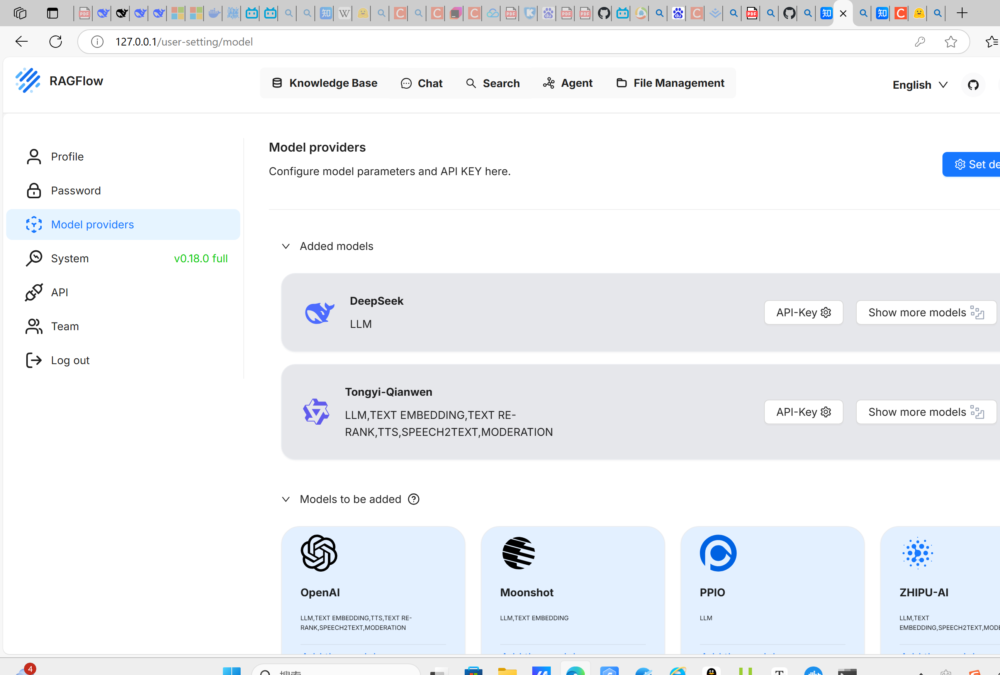 127.0.0.1/user-setting/model
RAGFlow
Knowledge Base
Chat
Search
Agent
File Management
English
Profile
Password
Model providers
System
v0.18.0 full
API
Team
Log out
Model providers
Configure model parameters and API KEY here.
Set de
Added models
DeepSeek
LLM
API-Key
Show more models
Tongyi-Qianwen
LLM,TEXT EMBEDDING,TEXT RE-
RANK,TTS,SPEECH2TEXT,MODERATION
API-Key
Show more models
Models to be added
OpenAI
LLM,TEXT EMBEDDING,TTS,TEXT RE-
RANK,SPEECH2TEXT,MODERATION
Moonshot
LLM,TEXT EMBEDDING
PPIO
LLM
ZHIPU-AI
LLM,TEXT
EMBEDDING,SPEECH2TEXT,MODE
4